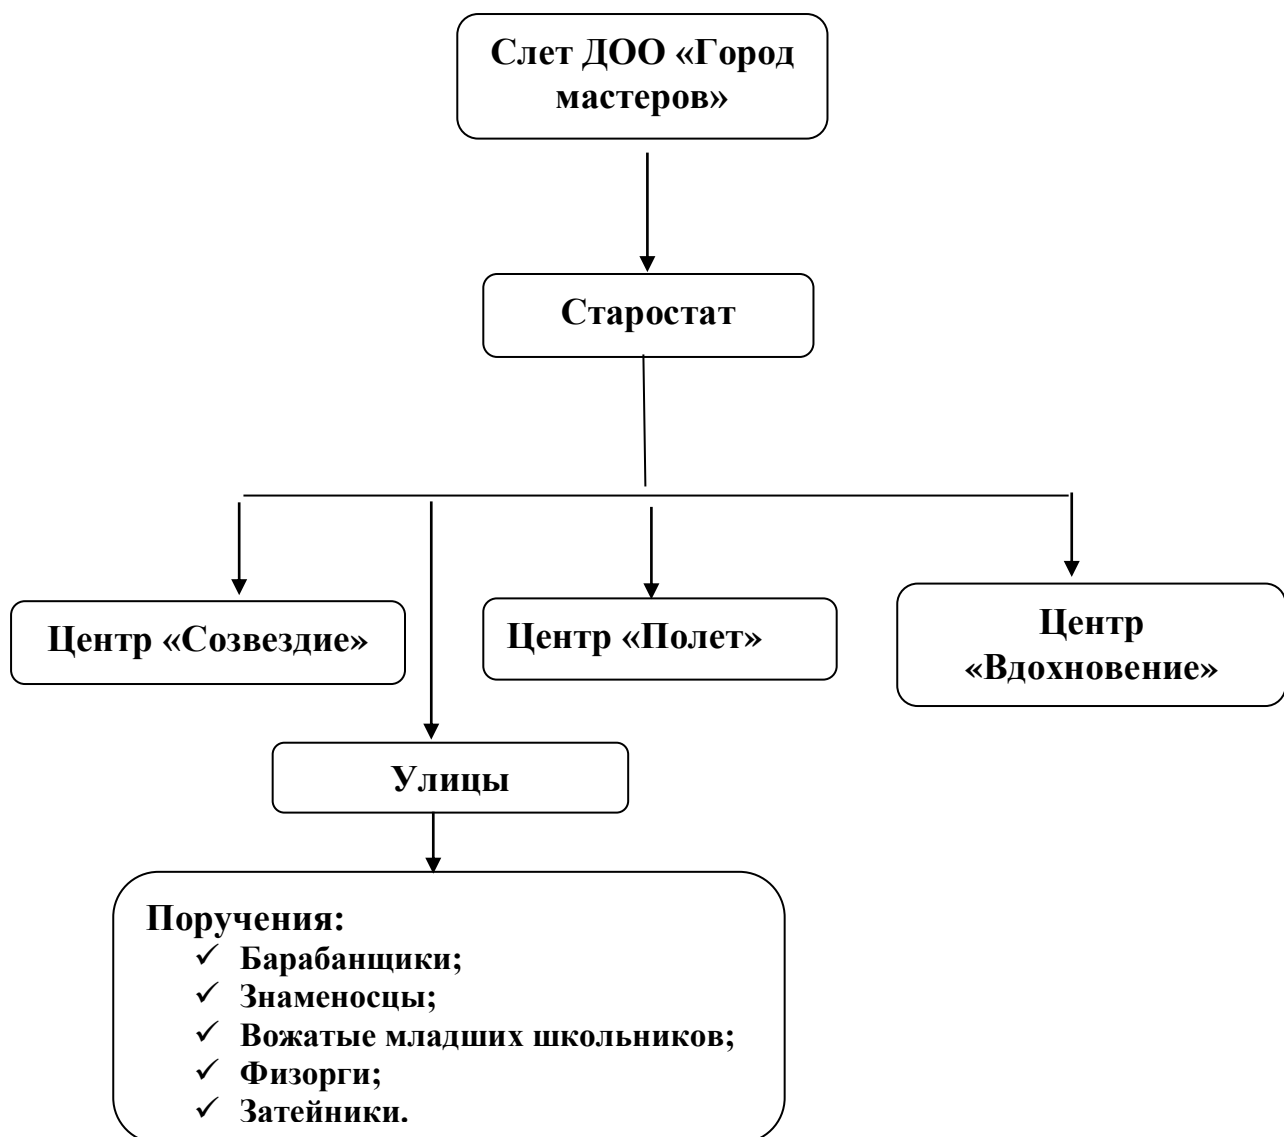 Слет ДОО «Город
мастеров»
Старостат
Центр «Созвездие»
Центр «Полет»
Центр
«Вдохновение»
Улицы
Поручения:
✓ Барабанщики;
✓ Знаменосцы;
✓ Вожатые младших школьников;
✓ Физорги;
✓ Затейники.